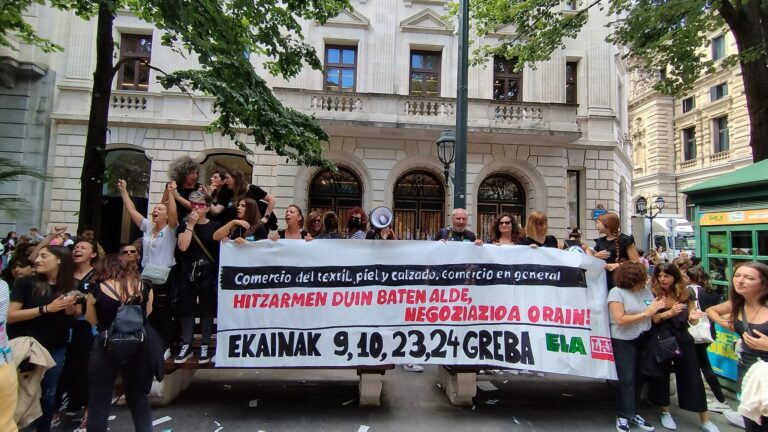 Comercio del textil, piel y calzado, comercio en general
HITZARMEN DUIN BATEN ALDE,
NEGOZIAZIOA ORAIN!
EKAINAK 9,10,23,24 GREBA ELA